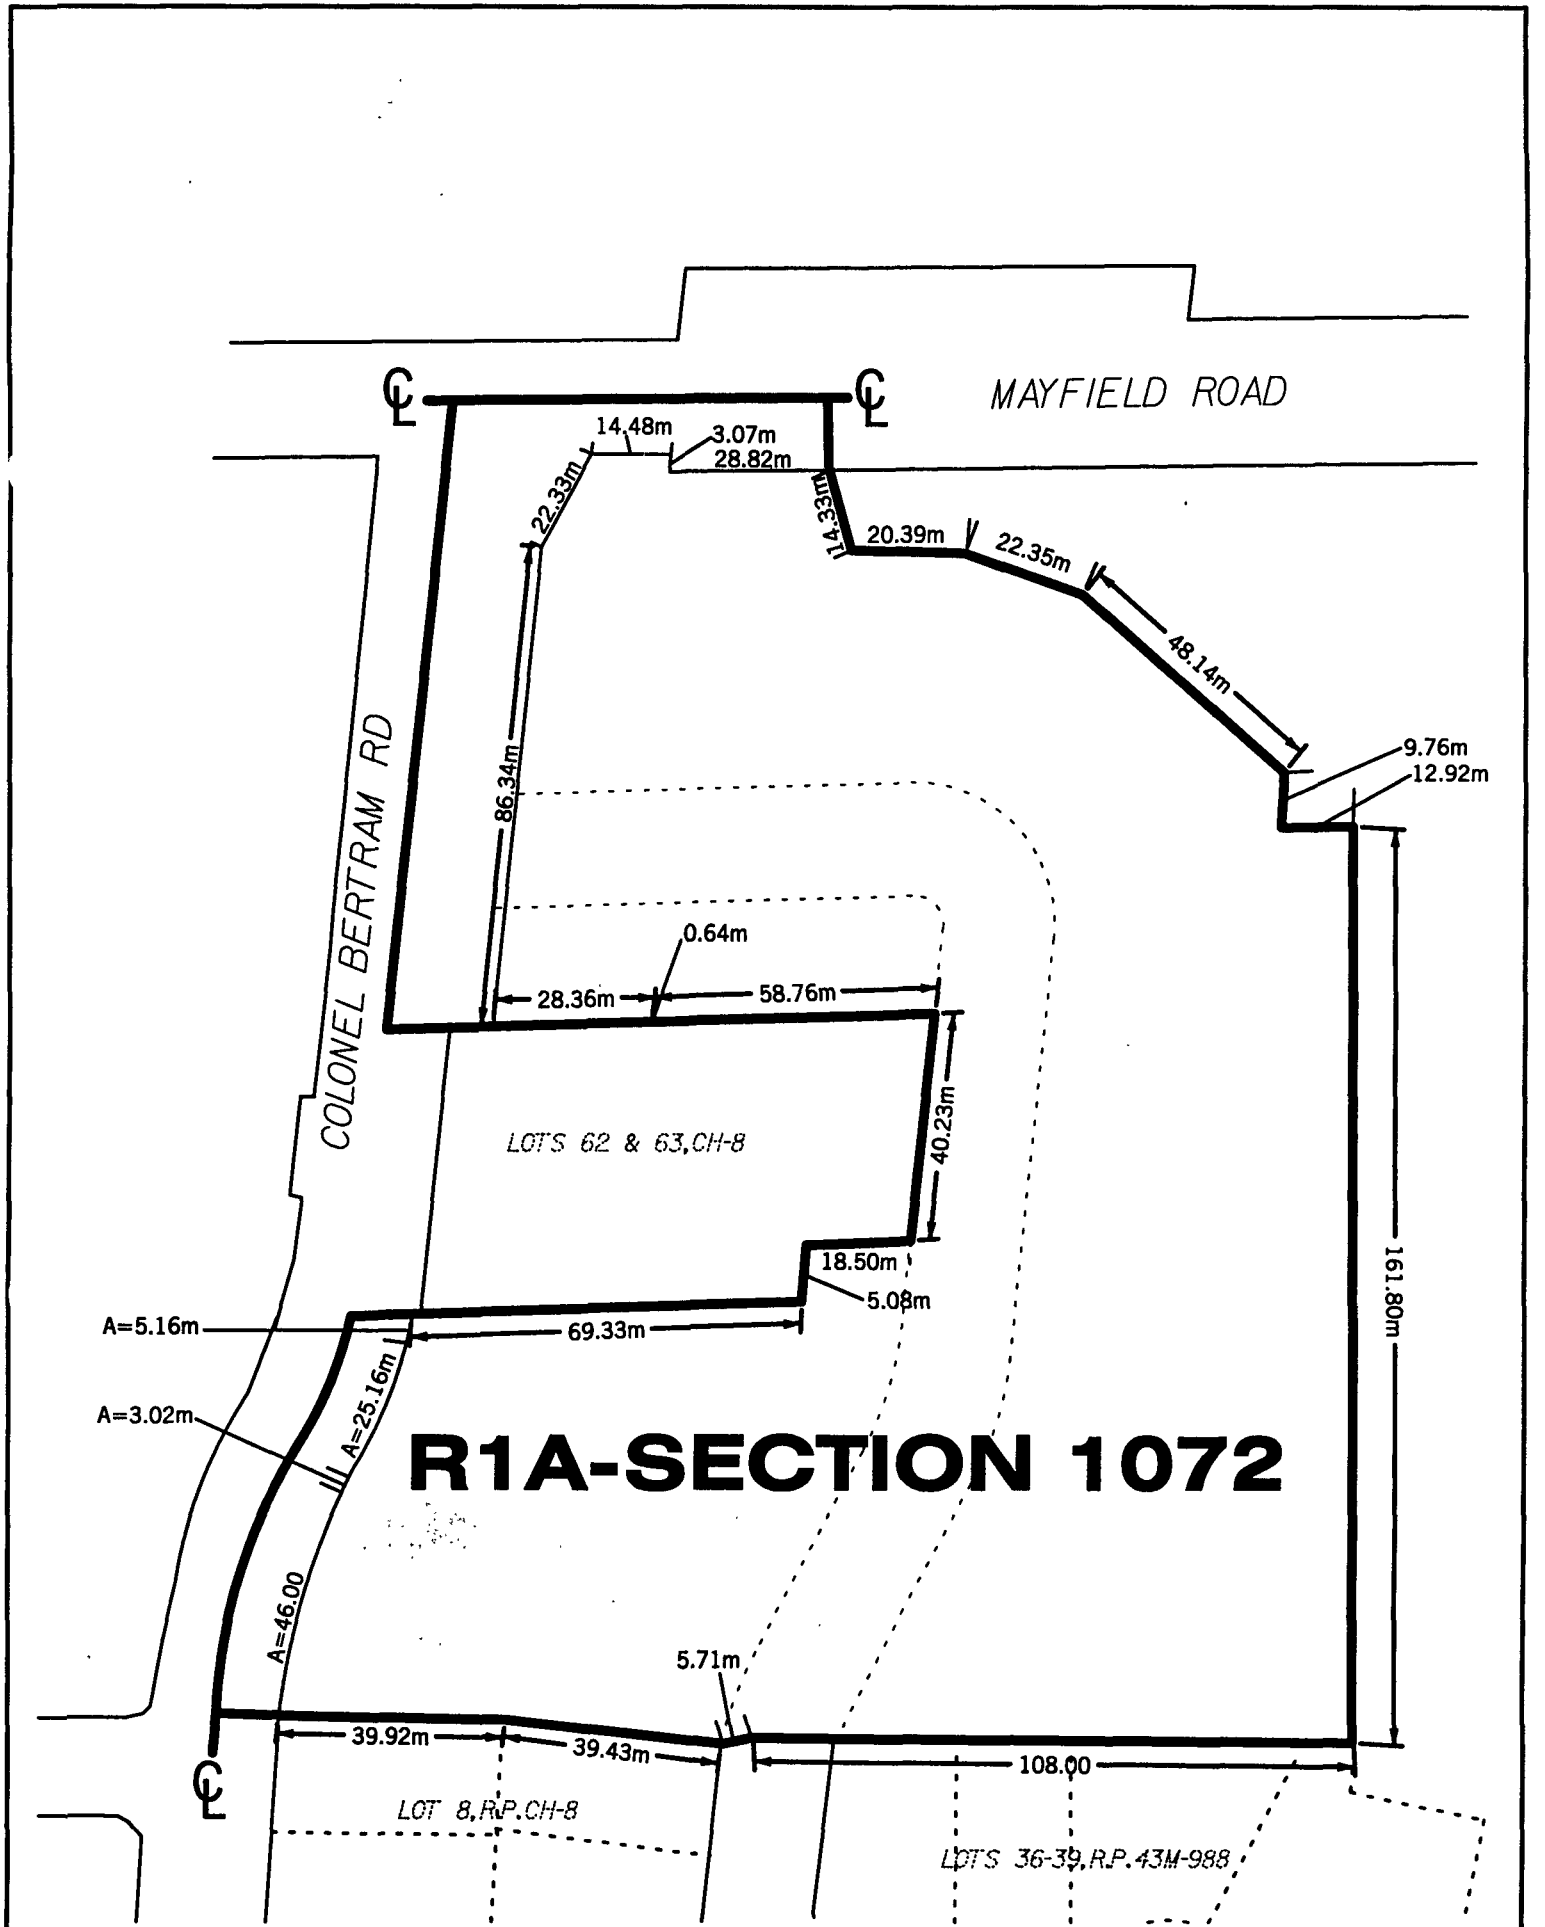 ℄
℄
MAYFIELD ROAD
14.48m
3.07m
28.82m
22.33m
14.33m
20.39m
22.35m
48.14m
9.76m
12.92m
86.34m
COLONEL BERTRAM RD
0.64m
28.36m
58.76m
40.23m
LOTS 62 & 63,CH-8
18.50m
5.08m
161.80m
A=5.16m
69.33m
A=25.16m
A=3.02m
R1A-SECTION 1072
A=46.00
5.71m
39.92m
39.43m
108.00
℄
LOT 8,R.P.CH-8
LOTS 36-39,R.P.43M-988